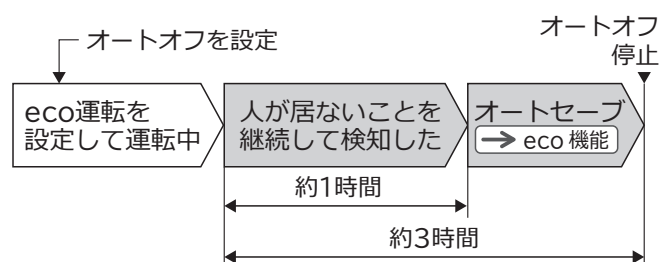 オートオフを設定
オートオフ
停止
eco運転を
設定して運転中
人が居ないことを
継続して検知した
オートセーブ
eco 機能
約1時間
約3時間